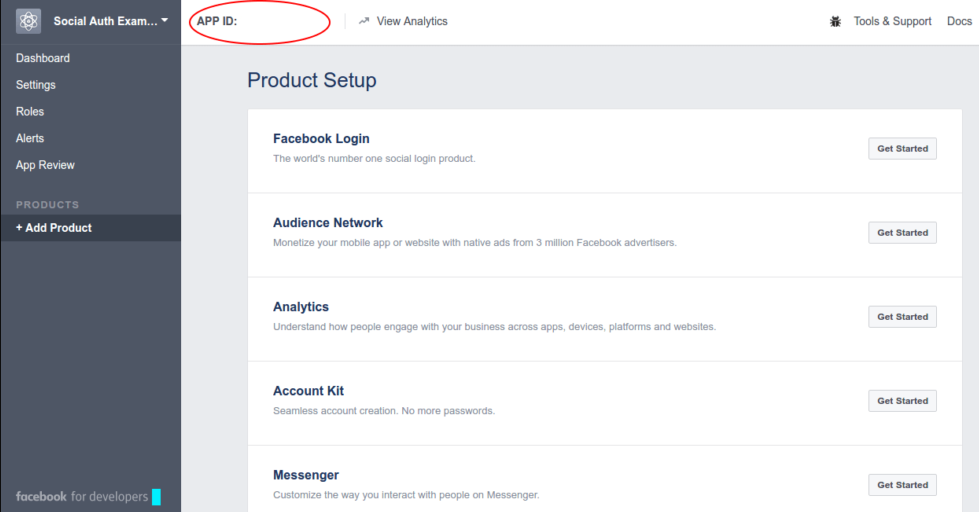 Social Auth Exam...
APP ID:
View Analytics
Tools & Support
Docs
Dashboard
Settings
Roles
Alerts
App Review
PRODUCTS
+ Add Product
facebook for developers
Product Setup
Facebook Login
The world's number one social login product.
Get Started
Audience Network
Monetize your mobile app or website with native ads from 3 million Facebook advertisers.
Get Started
Analytics
Understand how people engage with your business across apps, devices, platforms and websites.
Get Started
Account Kit
Seamless account creation. No more passwords.
Get Started
Messenger
Customize the way you interact with people on Messenger.
Get Started